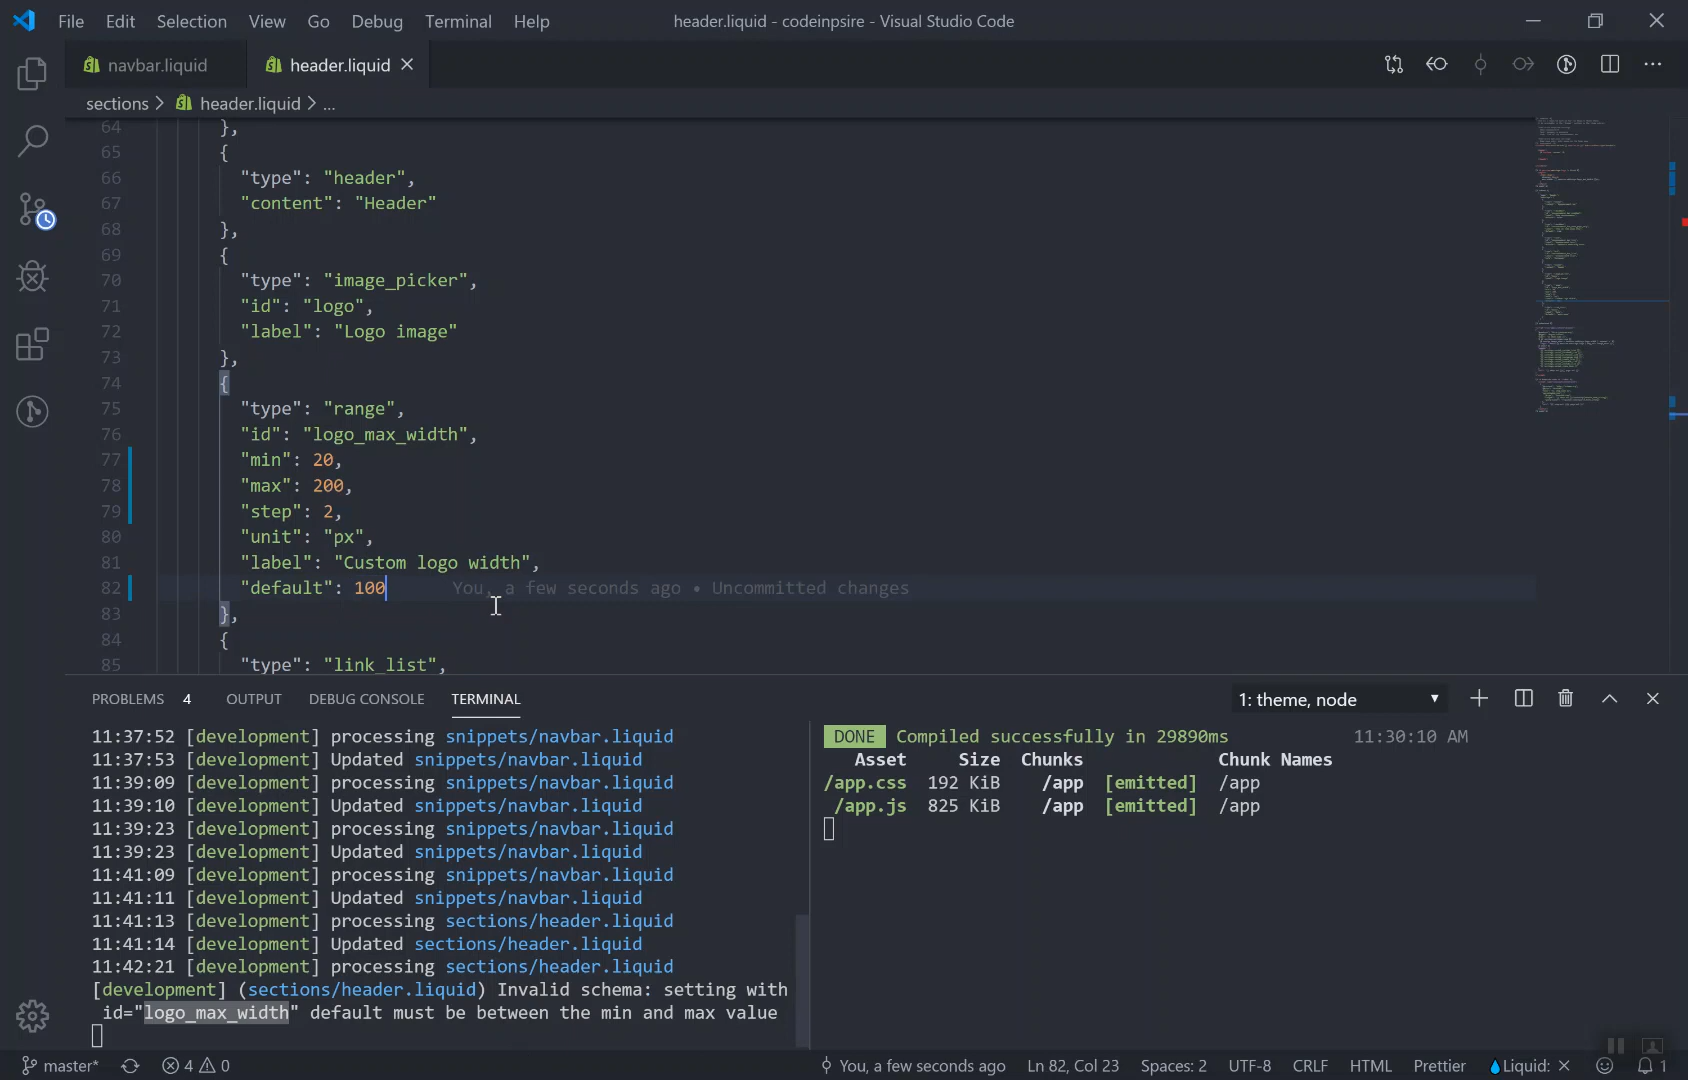 File Edit Selection View Go Debug Terminal Help header.liquid - codeinpsire - Visual Studio Code
navbar.liquid header.liquid
sections > header.liquid > ...
64 },
65 {
66 "type": "header",
67 "content": "Header"
68 },
69 {
70 "type": "image_picker",
71 "id": "logo",
72 "label": "Logo image"
73 },
74 {
75 "type": "range",
76 "id": "logo_max_width",
77 "min": 20,
78 "max": 200,
79 "step": 2,
80 "unit": "px",
81 "label": "Custom logo width",
82 "default": 100 You, a few seconds ago • Uncommitted changes
83 },
84 {
85 "type": "link_list",
PROBLEMS 4 OUTPUT DEBUG CONSOLE TERMINAL 1: theme, node
11:37:52 [development] processing snippets/navbar.liquid
11:37:53 [development] Updated snippets/navbar.liquid
11:39:09 [development] processing snippets/navbar.liquid
11:39:10 [development] Updated snippets/navbar.liquid
11:39:23 [development] processing snippets/navbar.liquid
11:39:23 [development] Updated snippets/navbar.liquid
11:41:09 [development] processing snippets/navbar.liquid
11:41:11 [development] Updated snippets/navbar.liquid
11:41:13 [development] processing sections/header.liquid
11:41:14 [development] Updated sections/header.liquid
11:42:21 [development] processing sections/header.liquid
[development] (sections/header.liquid) Invalid schema: setting with
id="logo_max_width" default must be between the min and max value
DONE Compiled successfully in 29890ms 11:30:10 AM
Asset Size Chunks Chunk Names
/app.css 192 KiB /app [emitted] /app
/app.js 825 KiB /app [emitted] /app
master* 4 0 You, a few seconds ago Ln 82, Col 23 Spaces: 2 UTF-8 CRLF HTML Prettier Liquid: 1